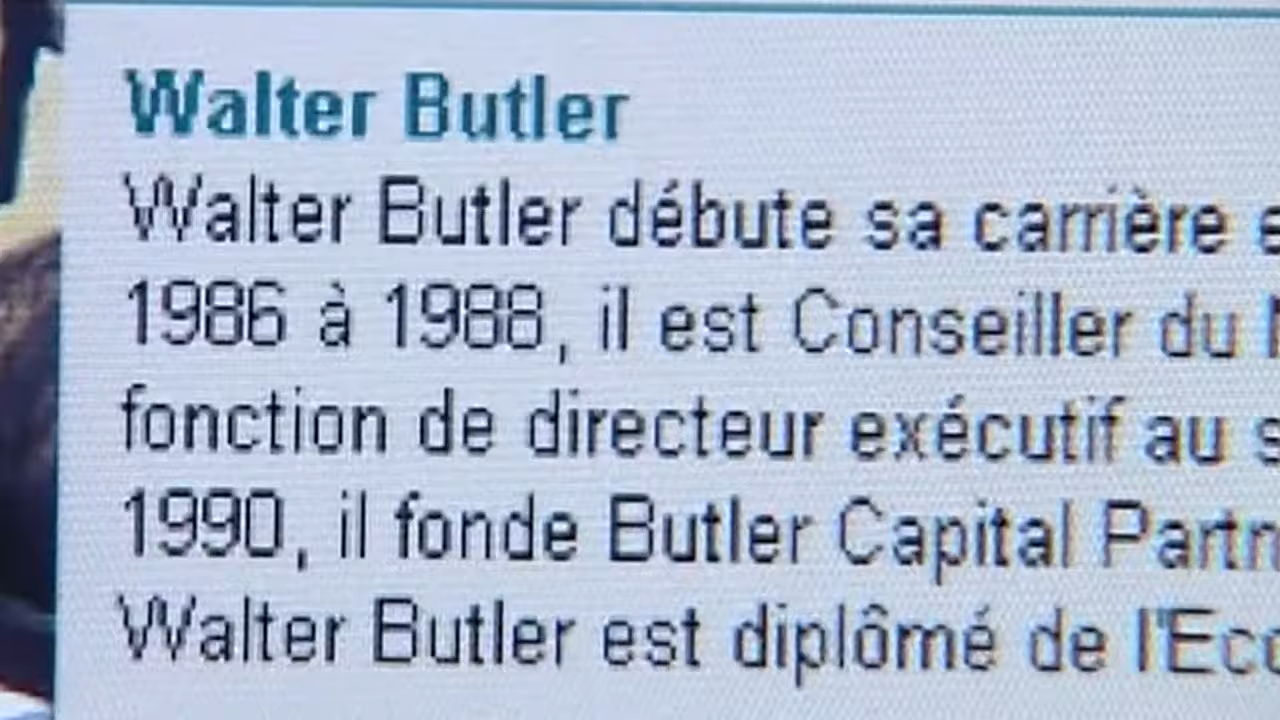 Walter Butler
Walter Butler débute sa carrière
1986 à 1988, il est Conseiller du
fonction de directeur exécutif au
1990, il fonde Butler Capital
Walter Butler est diplômé de